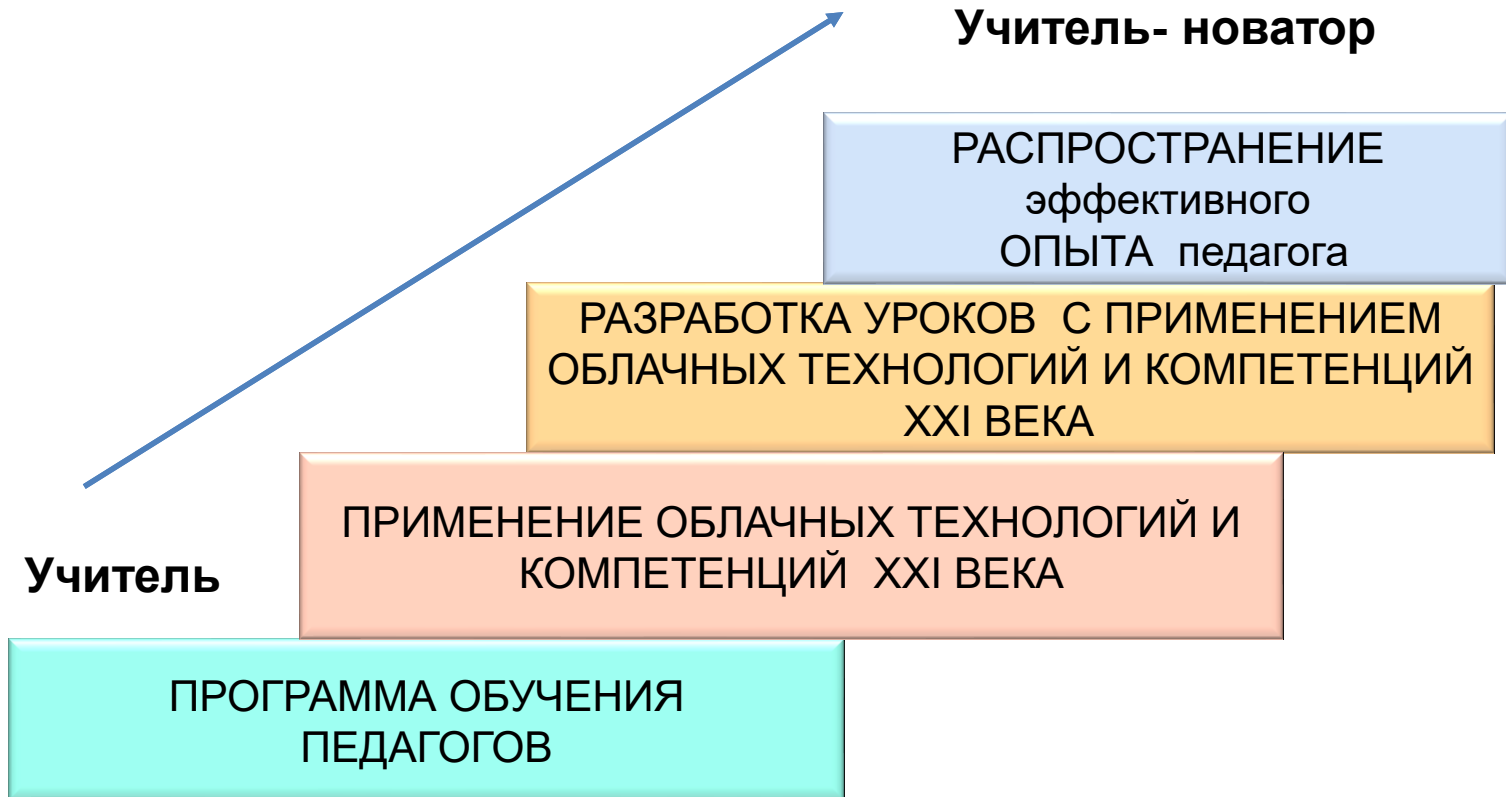 Учитель- новатор
РАСПРОСТРАНЕНИЕ
эффективного
ОПЫТА педагога
РАЗРАБОТКА УРОКОВ С ПРИМЕНЕНИЕМ
ОБЛАЧНЫХ ТЕХНОЛОГИЙ И КОМПЕТЕНЦИЙ
XXI ВЕКА
ПРИМЕНЕНИЕ ОБЛАЧНЫХ ТЕХНОЛОГИЙ И
КОМПЕТЕНЦИЙ XXI ВЕКА
Учитель
ПРОГРАММА ОБУЧЕНИЯ
ПЕДАГОГОВ